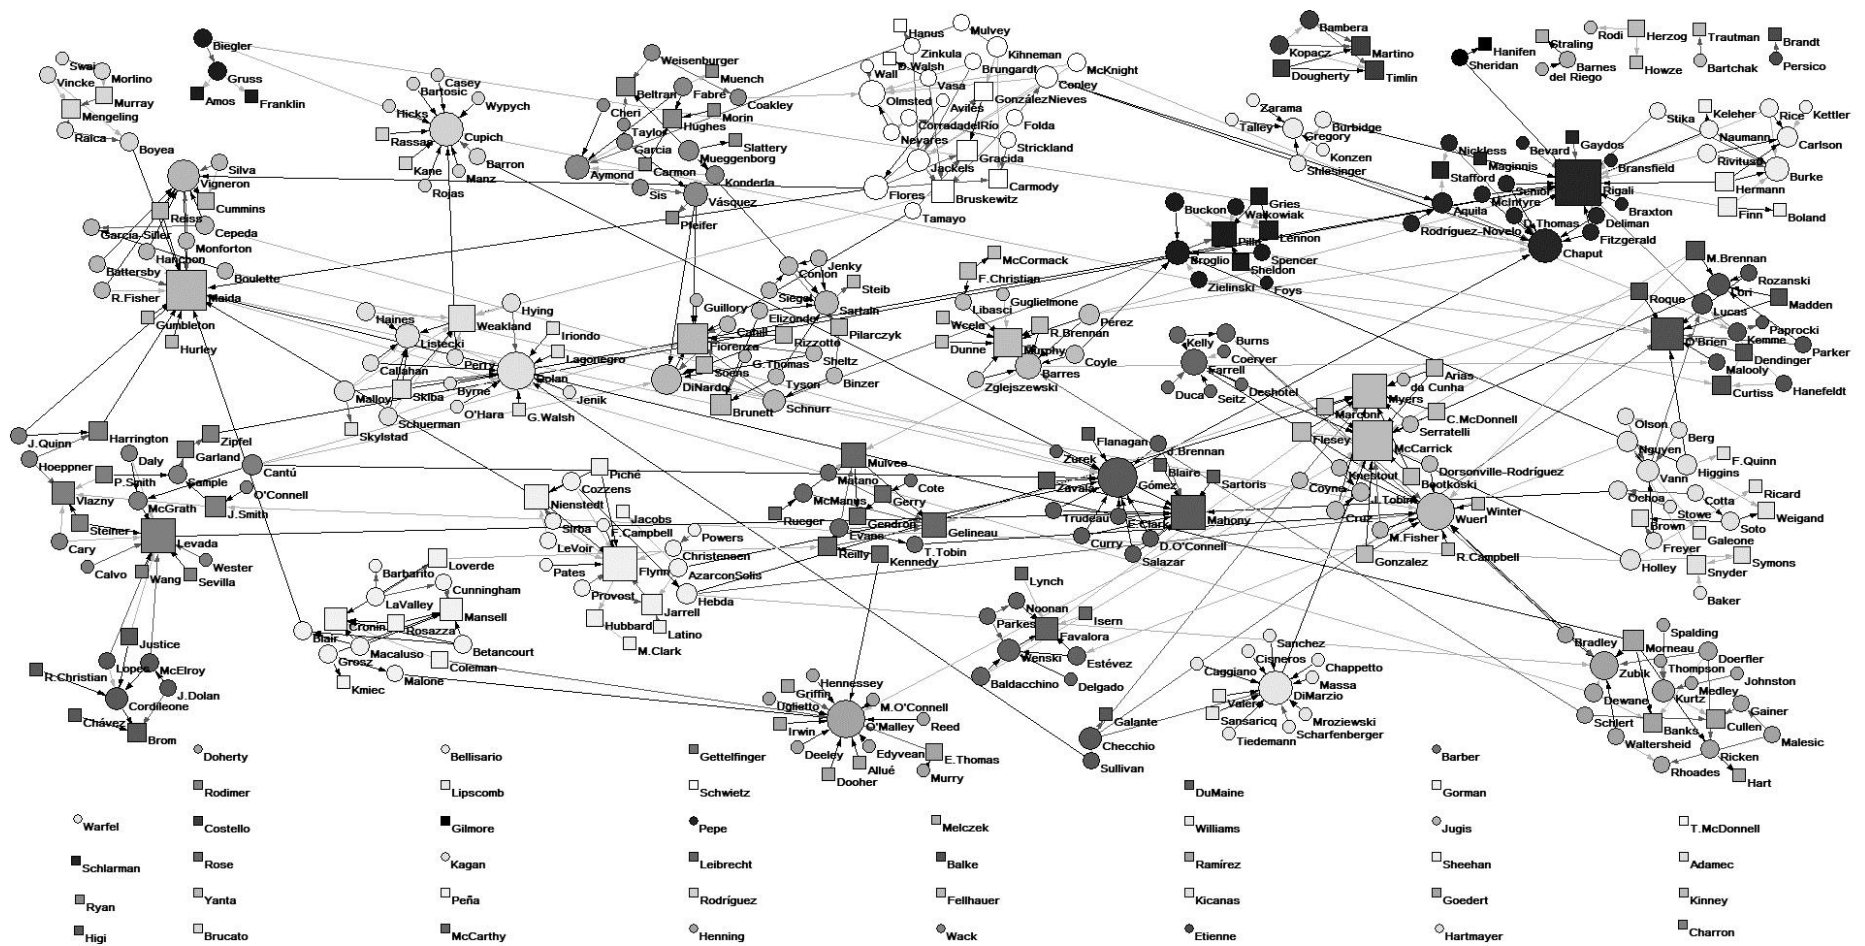 Hanus
Mulvey
Zinkula
Kihneman
D.Walsh
Wall
Brungardt
McKnight
Vasa
Conley
Olmsted
Aviles
GonzálezNieves
CorradadelRío
Folda
Nevares
Strickland
Gracida
Jackels
Carmody
Flores
Bruskewitz
Tamayo
Bambera
Kopacz
Martino
Dougherty
Timlin
Hanifen
Sheridan
Straling
Barnes
del Riego
Rodi
Herzog
Howze
Trautman
Bartchak
Brandt
Persico
Biegler
Gruss
Amos
Franklin
Swain
Vincke
Morlino
Murray
Mengeling
Raica
Boyea
Casey
Bartosic
Hicks
Wypych
Cupich
Rassas
Kane
Barron
Manz
Rojas
Weisenburger
Muench
Beltran
Fabre
Coakley
Cheri
Morin
Taylor
Hughes
Garcia
Slattery
Mueggenborg
Aymond
Carmon
Konderla
Sis
Vásquez
Pfeifer
Zarama
Talley
Burbidge
Gregory
Konzen
Shlesinger
Nickless
Bevard
Gaydos
Maginnis
Bransfield
Stafford
Senior
Rigali
McIntyre
Braxton
Aquila
D.Thomas
Deliman
Rodríguez-Novelo
Fitzgerald
Chaput
Stika
Keleher
Rice
Kettler
Naumann
Carlson
Rivituso
Burke
Hermann
Finn
Boland
Silva
Vigneron
Cummins
Reiss
García-Siller
Cepeda
Monforton
Hanchon
Battersby
Boulette
R.Fisher
Maida
Gumbleton
Hurley
Buckon
Gries
Walkowiak
Pilla
Lennon
Broglio
Spencer
Sheldon
Zielinski
Foys
McCormack
F.Christian
Libasci
Guglielmone
Wcela
R.Brennan
Pérez
Dunne
Murphy
Coyle
Barres
Zglejszewski
Jenky
Conlon
Steib
Siegel
Sartain
Guillory
Elizondo
Cahill
Pilarczyk
Fiorenza
Rizzotto
G.Thomas
Sheltz
Soens
Tyson
Binzer
DiNardo
Brunett
Schnurr
Hying
Haines
Weakland
Iriondo
Listecki
Lagonegro
Callahan
Perry
Dolan
Byrne
Malloy
Skiba
Jenik
O'Hara
G.Walsh
Schuerman
Skylstad
M.Brennan
Rozanski
Cori
Roque
Madden
Lucas
Paprocki
O'Brien
Kemme
Parker
Dendinger
Malooly
Curtiss
Hanefeldt
Kelly
Burns
Coerver
Farrell
Duca
Seitz
Deshotel
Arias
da Cunha
Myers
Marconi
C.McDonnell
Serratelli
Flesey
McCarrick
Dorsonville-Rodríguez
Knestout
Coyne
Bootkoski
J.Tobin
Cruz
Wuerl
Winter
M.Fisher
R.Campbell
Gonzalez
J.Quinn
Harrington
Zipfel
Hoeppner
Daly
Garland
Cantú
P.Smith
Sample
Vlazny
O'Connell
McGrath
J.Smith
Steiner
Levada
Cary
Wester
Calvo
Wang
Sevilla
Justice
Lopes
McElroy
R.Christian
J.Dolan
Cordileone
Chávez
Brom
Piché
Cozzens
Nienstedt
Jacobs
Sirba
F.Campbell
Powers
LeVoir
Christensen
Pates
Flynn
AzarconSolis
Provost
Hebda
Jarrell
Hubbard
Latino
M.Clark
Mulvee
Matano
McManus
Cote
Gerry
Rueger
Gendron
Gelineau
Evans
T.Tobin
Reilly
Kennedy
Flanagan
J.Brennan
Zurek
Blaire
Gómez
Sartoris
Zavala
Trudeau
E.Clark
Mahony
Curry
D.O'Connell
Salazar
Olson
Berg
Nguyen
F.Quinn
Higgins
Vann
Ochoa
Cotta
Ricard
Stowe
Weigand
Brown
Soto
Freyer
Galeone
Holley
Symons
Snyder
Baker
Barbarito
Loverde
Cunningham
LaValley
Mansell
Cronin
Rosazza
Blair
Macaluso
Betancourt
Grosz
Coleman
Kmiec
Malone
Lynch
Noonan
Parkes
Isern
Favalora
Wenski
Estévez
Baldacchino
Delgado
Hennessey
Griffin
Uglietto
M.O'Connell
Irwin
O'Malley
Reed
Deeley
Edyvean
Allué
E.Thomas
Dooher
Murry
Galante
Checchio
Sullivan
Sanchez
Cisneros
Caggiano
Chappetto
Massa
Valero
DiMarzio
Sansaricq
Mroziewski
Tiedemann
Scharfenberger
Bradley
Spalding
Morneau
Doerfler
Zubik
Thompson
Johnston
Kurtz
Medley
Dewane
Gainer
Schlert
Banks
Cullen
Waltersheid
Malesic
Ricken
Rhoades
Hart
Doherty
Bellisario
Gettelfinger
Barber
Rodimer
Lipscomb
Schwietz
DuMaine
Gorman
Warfel
Costello
Gilmore
Pepe
Melczek
Williams
Jugis
T.McDonnell
Schlarman
Rose
Kagan
Leibrecht
Balke
Ramírez
Sheehan
Adamec
Ryan
Yanta
Peña
Rodríguez
Fellhauer
Kicanas
Goedert
Kinney
Higi
Brucato
McCarthy
Henning
Wack
Etienne
Hartmayer
Charron